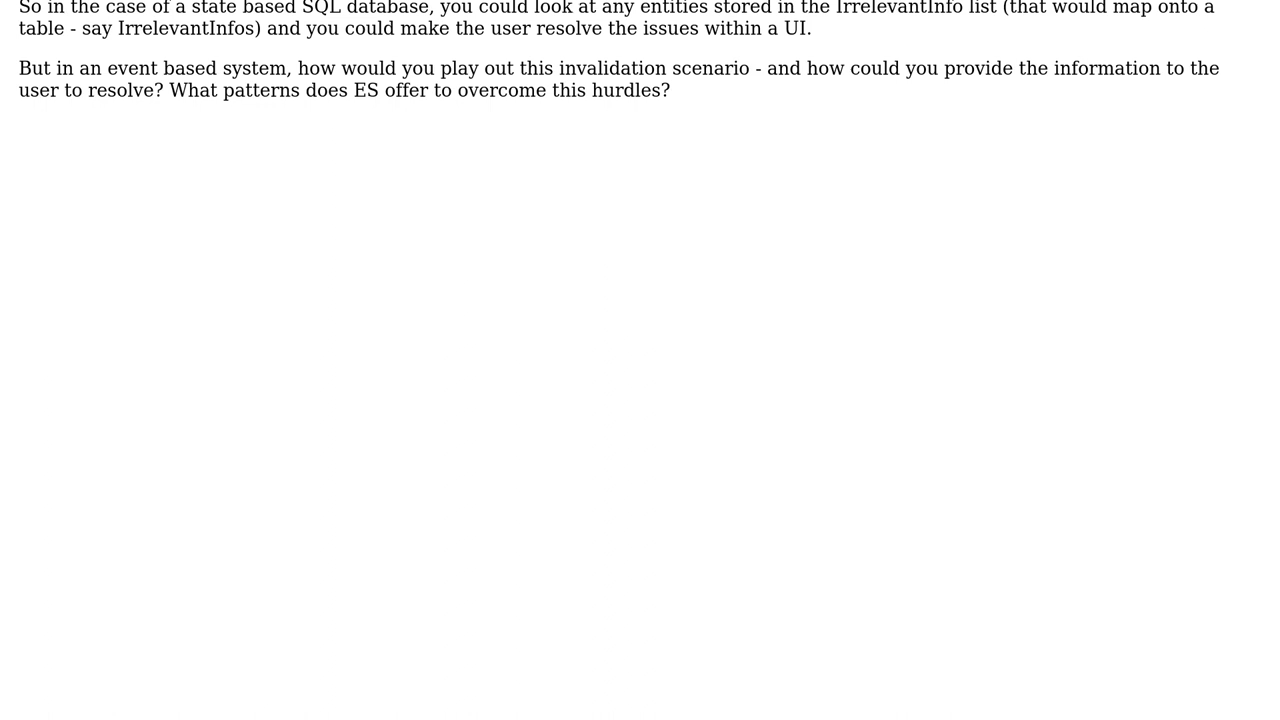 So in the case of a state based SQL database, you could look at any entities stored in the IrrelevantInfo list (that would map onto a
table - say IrrelevantInfos) and you could make the user resolve the issues within a UI.
But in an event based system, how would you play out this invalidation scenario - and how could you provide the information to the
user to resolve? What patterns does ES offer to overcome this hurdles?